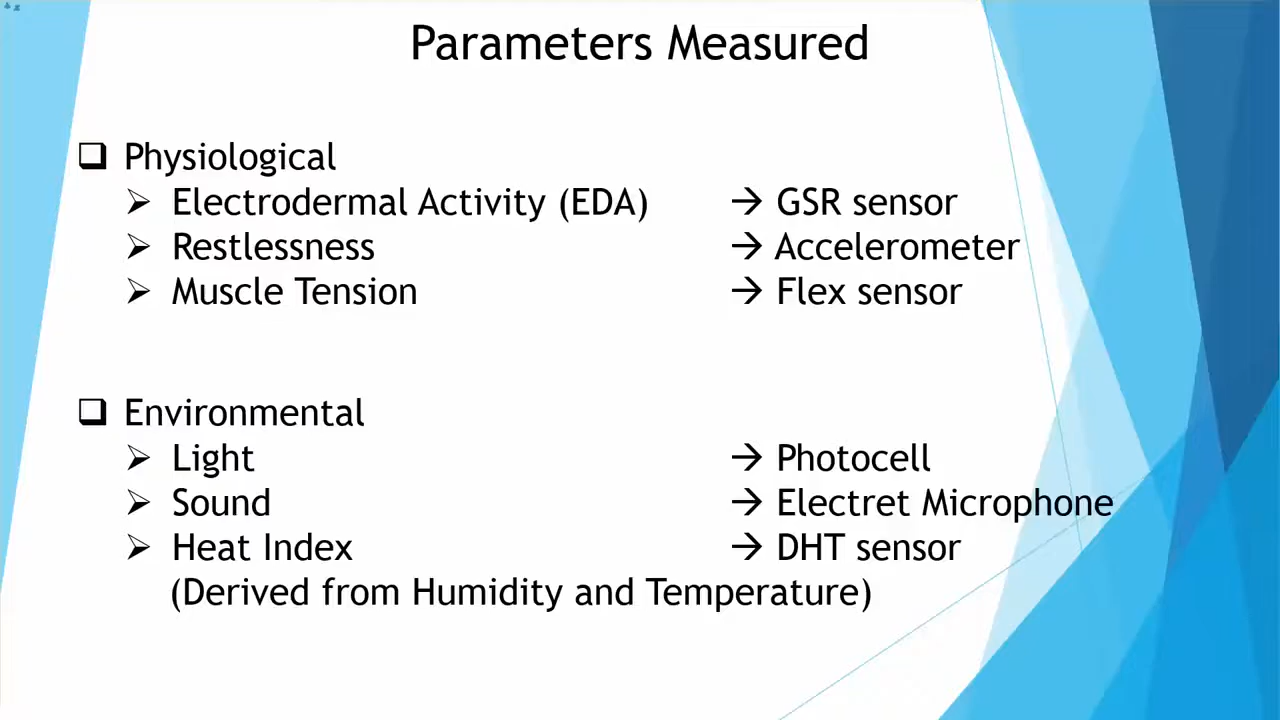 Parameters Measured
❑ Physiological
➢ Electrodermal Activity (EDA) → GSR sensor
➢ Restlessness → Accelerometer
➢ Muscle Tension → Flex sensor
❑ Environmental
➢ Light → Photocell
➢ Sound → Electret Microphone
➢ Heat Index → DHT sensor
(Derived from Humidity and Temperature)